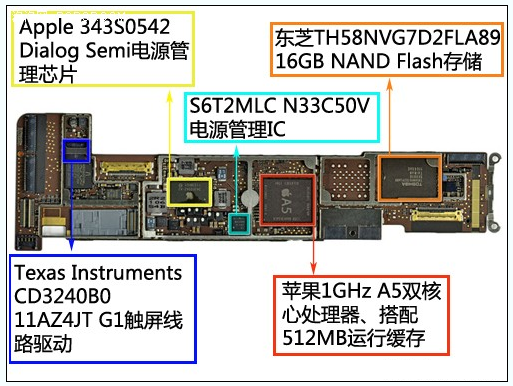 Apple 343S0542
Dialog Semi电源管
理芯片
东芝TH58NVG7D2FLA89
16GB NAND Flash存储
S6T2MLC N33C50V
电源管理IC
A5
TOSHIBA
Texas Instruments
CD3240B0
11AZ4JT G1触屏线
路驱动
苹果1GHz A5双核
心处理器、搭配
512MB运行缓存